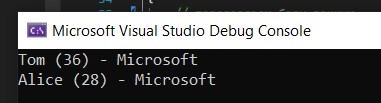 Microsoft Visual Studio Debug Console
Tom (36) - Microsoft
Alice (28) - Microsoft